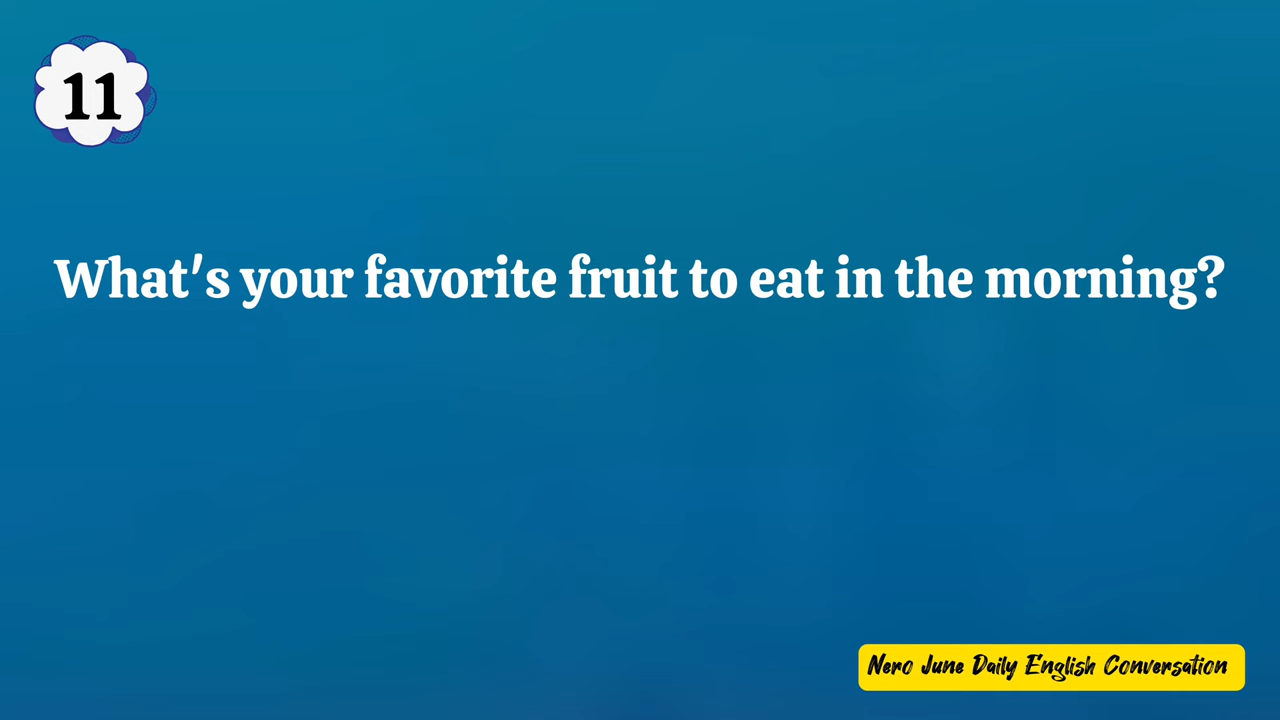 11
What's your favorite fruit to eat in the morning?
Nero June Daily English Conversation